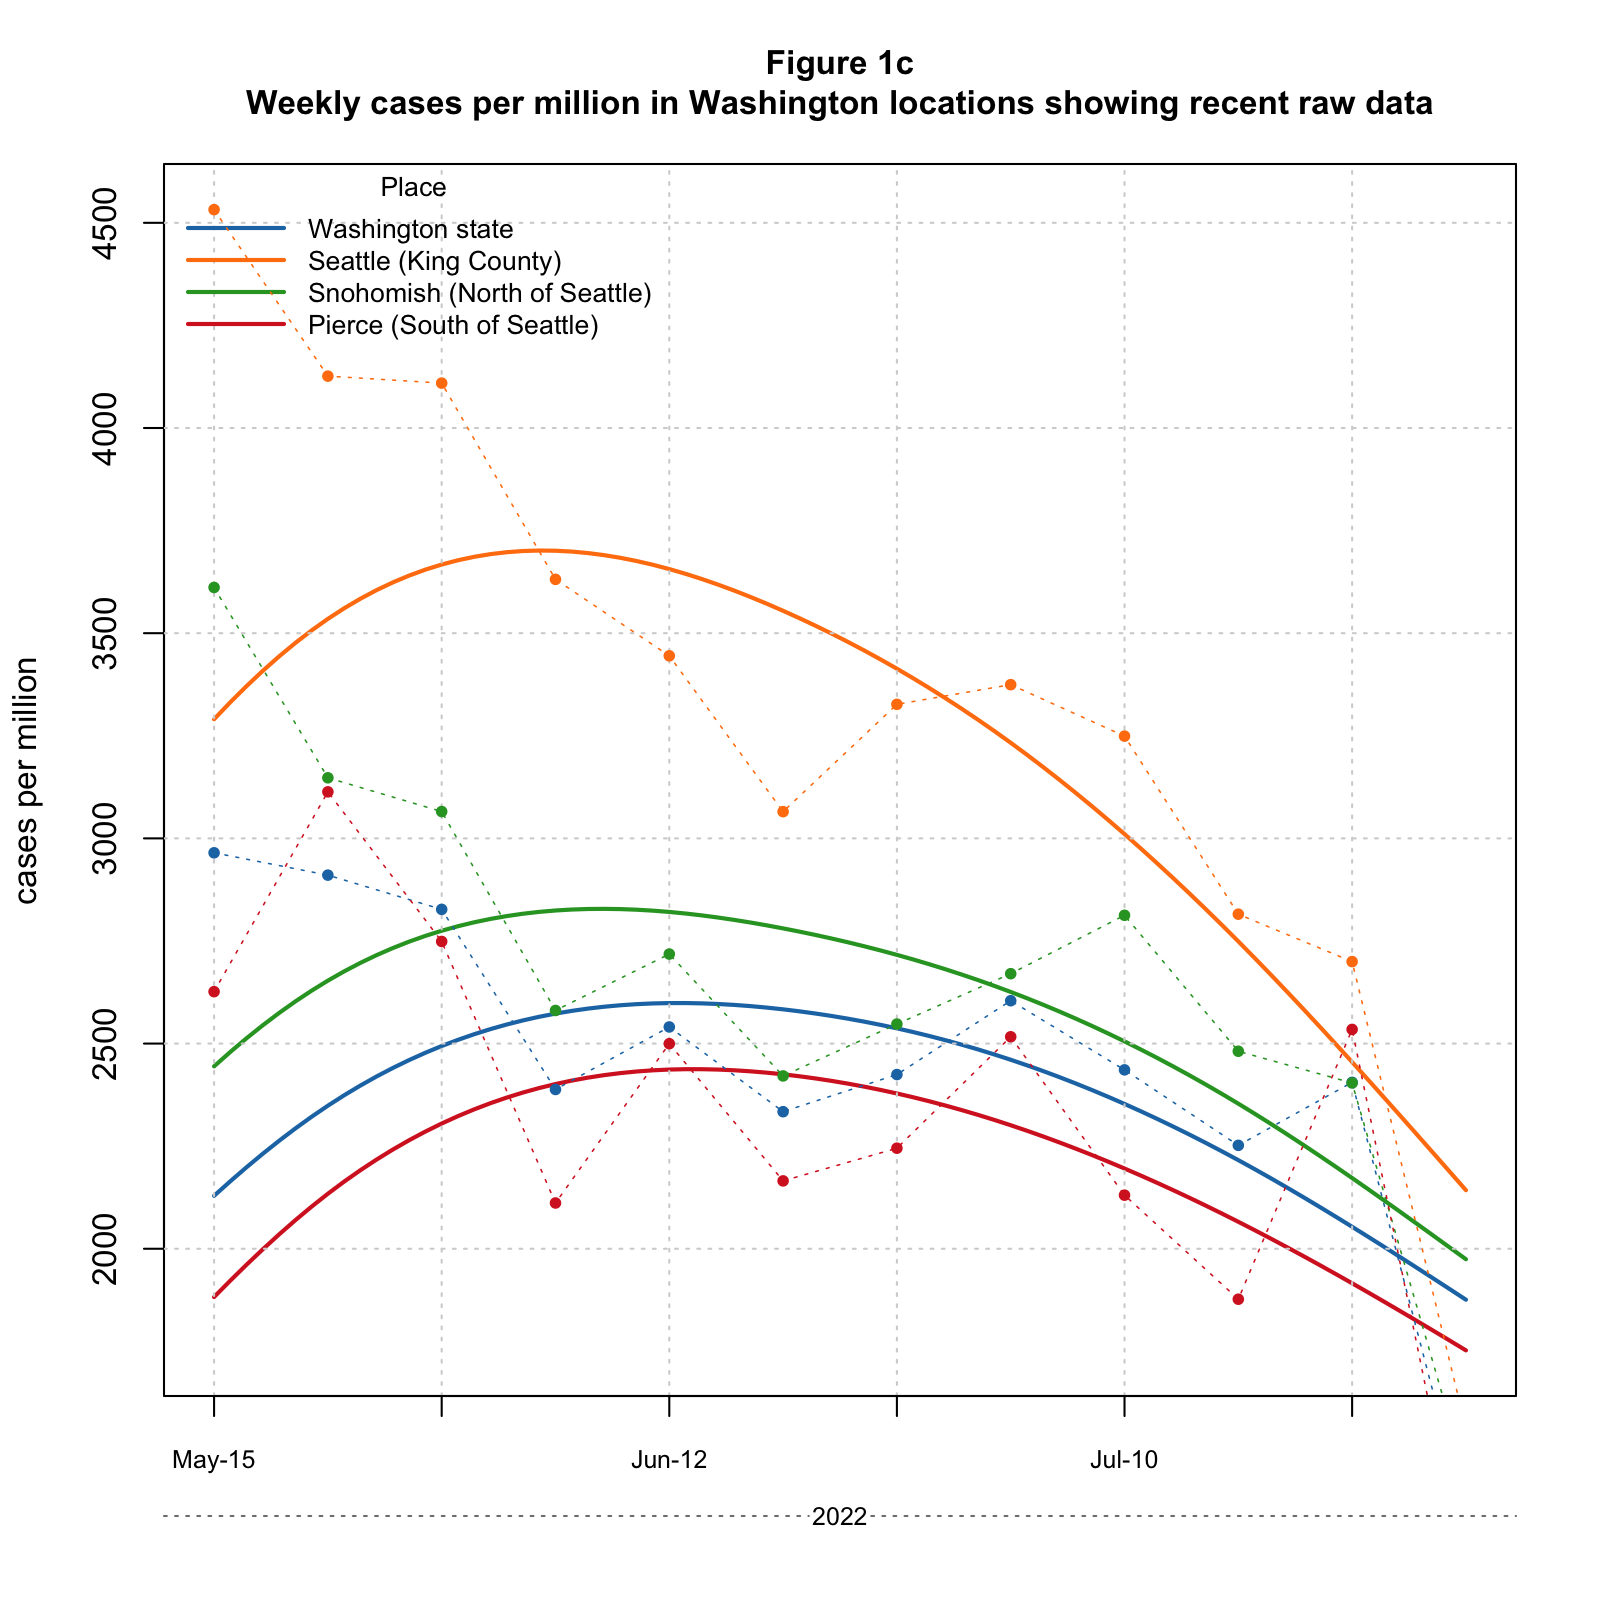 Figure 1c
Weekly cases per million in Washington locations showing recent raw data
Place
Washington state
Seattle (King County)
Snohomish (North of Seattle)
Pierce (South of Seattle)
4500
4000
3500
3000
2500
2000
cases per million
May-15 Jun-12 Jul-10
2022